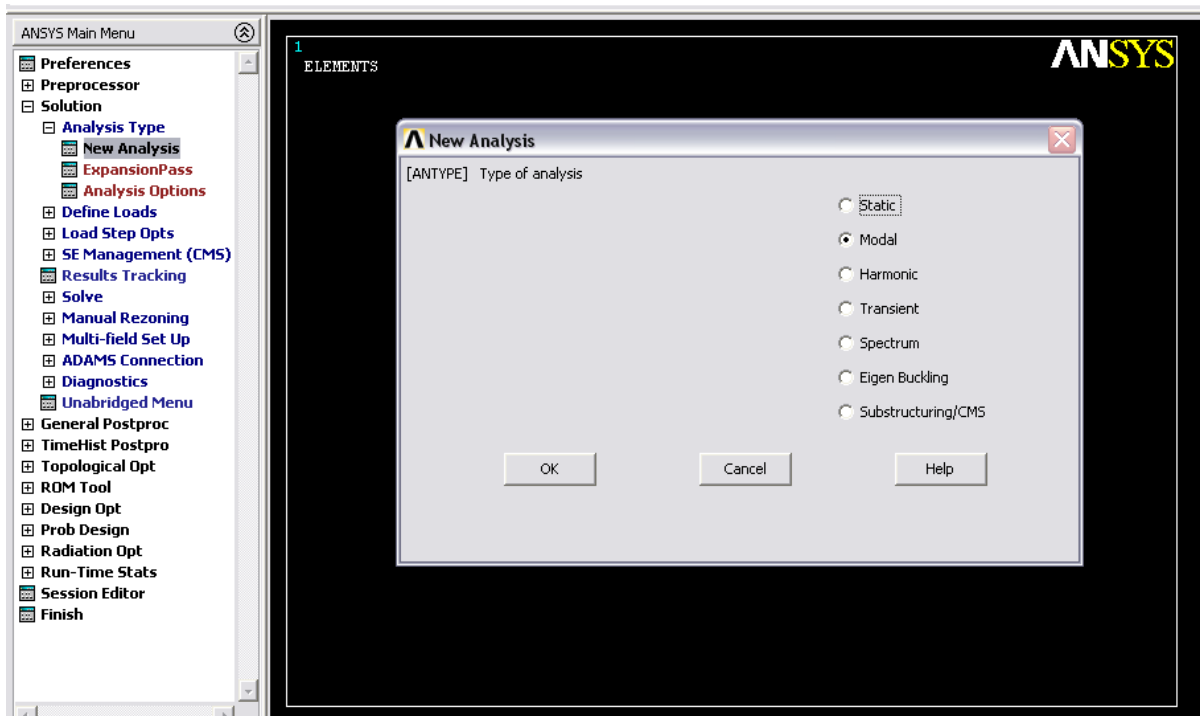 ANSYS Main Menu
Preferences
Preprocessor
Solution
Analysis Type
New Analysis
ExpansionPass
Analysis Options
Define Loads
Load Step Opts
SE Management (CMS)
Results Tracking
Solve
Manual Rezoning
Multi-field Set Up
ADAMS Connection
Diagnostics
Unabridged Menu
General Postproc
TimeHist Postpro
Topological Opt
ROM Tool
Design Opt
Prob Design
Radiation Opt
Run-Time Stats
Session Editor
Finish
1
ELEMENTS
ANSYS
New Analysis
[ANTYPE] Type of analysis
Static
Modal
Harmonic
Transient
Spectrum
Eigen Buckling
Substructuring/CMS
OK Cancel Help